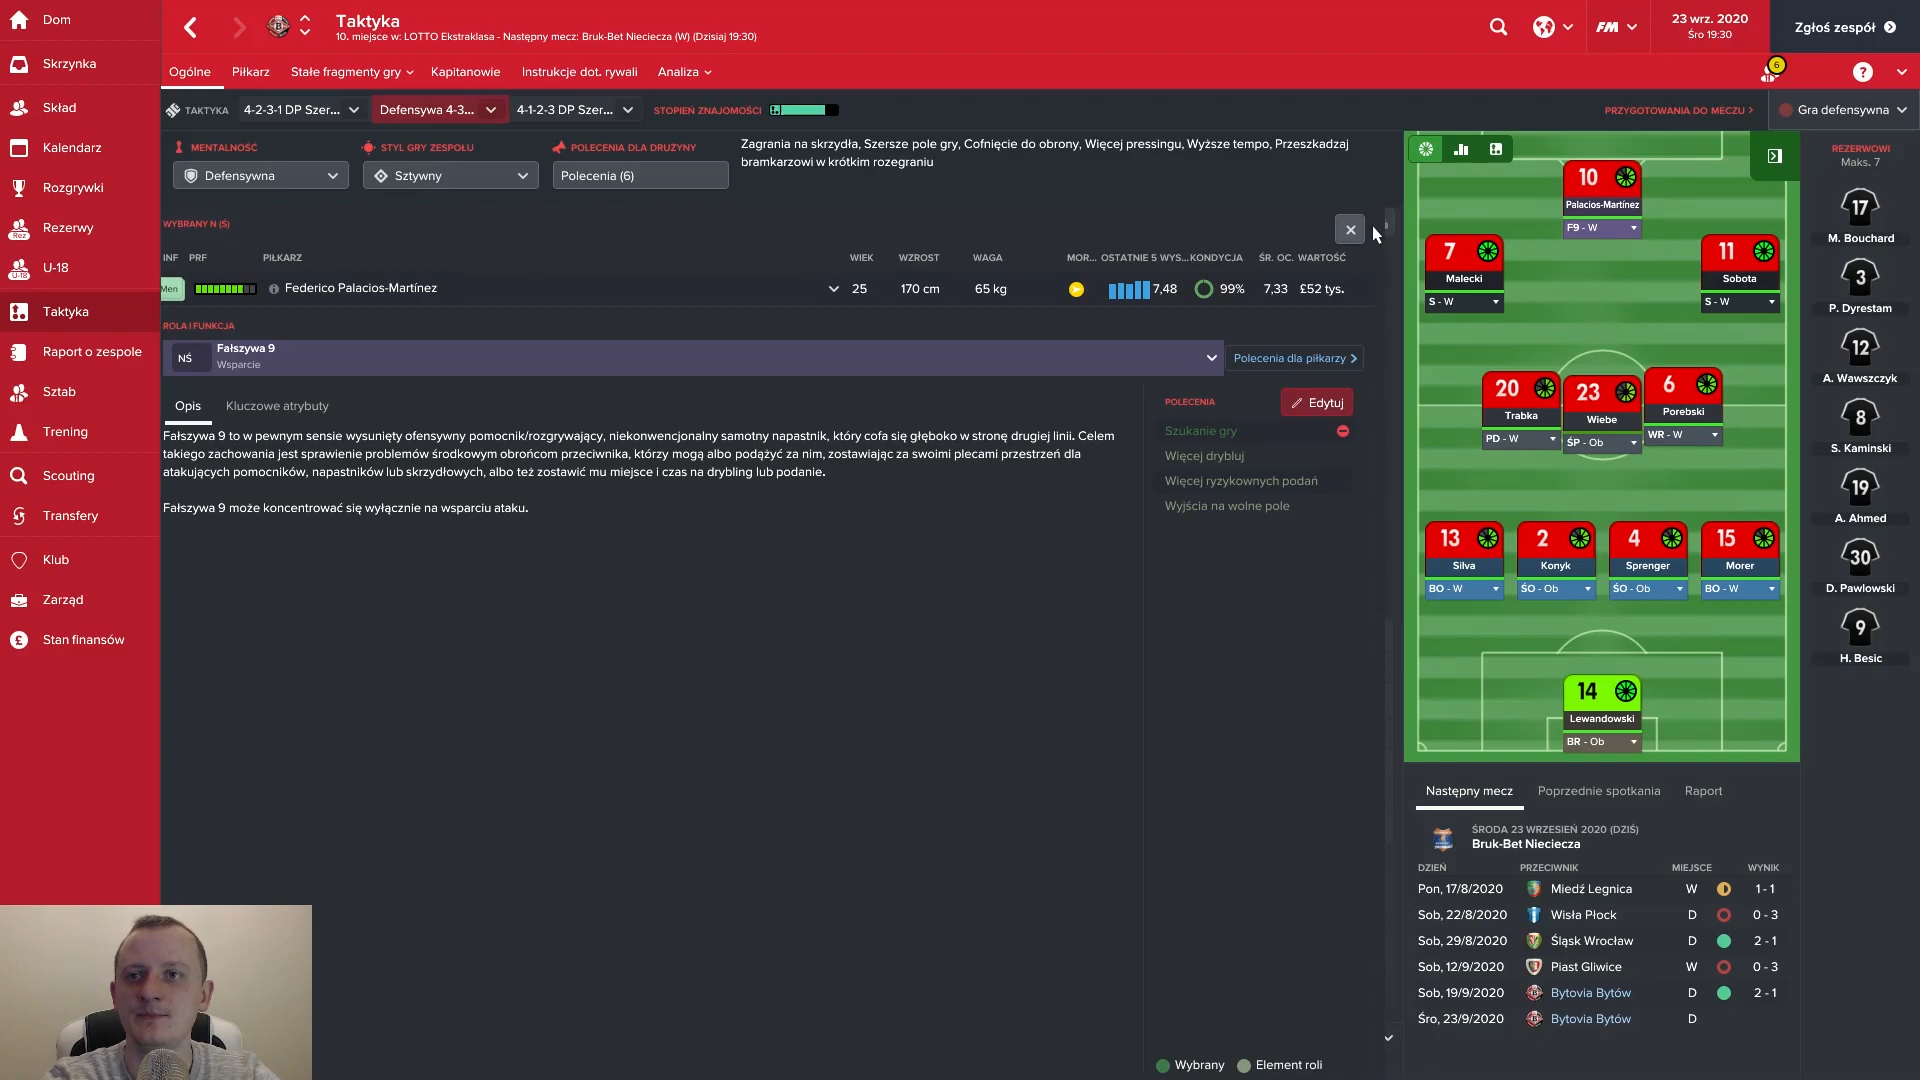 Dom
Skrzynka
Skład
Kalendarz
Rozgrywki
Rezerwy
U-18
Taktyka
Raport o zespole
Sztab
Trening
Scouting
Transfery
Klub
Zarząd
Stan finansów
Taktyka
10. miejsce w: LOTTO Ekstraklasa - Następny mecz: Bruk-Bet Nieciecza (W) (Dzisiaj 19:30)
FM
23 wrz. 2020
Śro 19:30
Zgłoś zespół
Ogólne Piłkarz Stałe fragmenty gry Kapitanowie Instrukcje dot. rywali Analiza
6
?
TAKTYKA 4-2-3-1 DP Szer... Defensywa 4-3... 4-1-2-3 DP Szer... STOPIEŃ ZNAJOMOŚCI
PRZYGOTOWANIA DO MECZU >
Gra defensywna
MENTALNOŚĆ STYL GRY ZESPOŁU POLECENIA DLA DRUŻYNY
Defensywna Sztywny Polecenia (6)
Zagrania na skrzydła, Szersze pole gry, Cofnięcie do obrony, Więcej pressingu, Wyższe tempo, Przeszkadzaj
bramkarzowi w krótkim rozegraniu
WYBRANY N (Ś)
INF PRF PIŁKARZ WIEK WZROST WAGA MOR... OSTATNIE 5 WYS... KONDYCJA ŚR. OC. WARTOŚĆ
Men Federico Palacios-Martínez 25 170 cm 65 kg 7,48 99% 7,33 £52 tys.
ROLA I FUNKCJA
NŚ
Fałszywa 9
Wsparcie
Polecenia dla piłkarzy >
Opis Kluczowe atrybuty
Fałszywa 9 to w pewnym sensie wysunięty ofensywny pomocnik/rozgrywający, niekonwencjonalny samotny napastnik, który cofa się głęboko w stronę drugiej linii. Celem
takiego zachowania jest sprawienie problemów środkowym obrońcom przeciwnika, którzy mogą albo podążyć za nim, zostawiając za swoimi plecami przestrzeń dla
atakujących pomocników, napastników lub skrzydłowych, albo też zostawić mu miejsce i czas na drybling lub podanie.
Fałszywa 9 może koncentrować się wyłącznie na wsparciu ataku.
POLECENIA
Edytuj
Szukanie gry
Więcej drybluj
Więcej ryzykownych podań
Wyjścia na wolne pole
Wybrany Element roli
10
Palacios-Martínez
F9 - W
7
Malecki
S - W
11
Sobota
S - W
20
Trabka
PD - W
23
Wiebe
ŚP - Ob
6
Porebski
WR - W
13
Silva
BO - W
2
Konyk
ŚO - Ob
4
Sprenger
ŚO - Ob
15
Morer
BO - W
14
Lewandowski
BR - Ob
REZERWOWI
Maks. 7
17
M. Bouchard
3
P. Dyrestam
12
A. Wawszczyk
8
S. Kaminski
19
A. Ahmed
30
D. Pawlowski
9
H. Besic
Następny mecz Poprzednie spotkania Raport
ŚRODA 23 WRZESIEŃ 2020 (DZIŚ)
Bruk-Bet Nieciecza
DZIEŃ PRZECIWNIK MIEJSCE WYNIK
Pon, 17/8/2020 Miedź Legnica W 1 - 1
Sob, 22/8/2020 Wisła Płock D 0 - 3
Sob, 29/8/2020 Śląsk Wrocław D 2 - 1
Sob, 12/9/2020 Piast Gliwice W 0 - 3
Sob, 19/9/2020 Bytovia Bytów D 2 - 1
Śro, 23/9/2020 Bytovia Bytów D